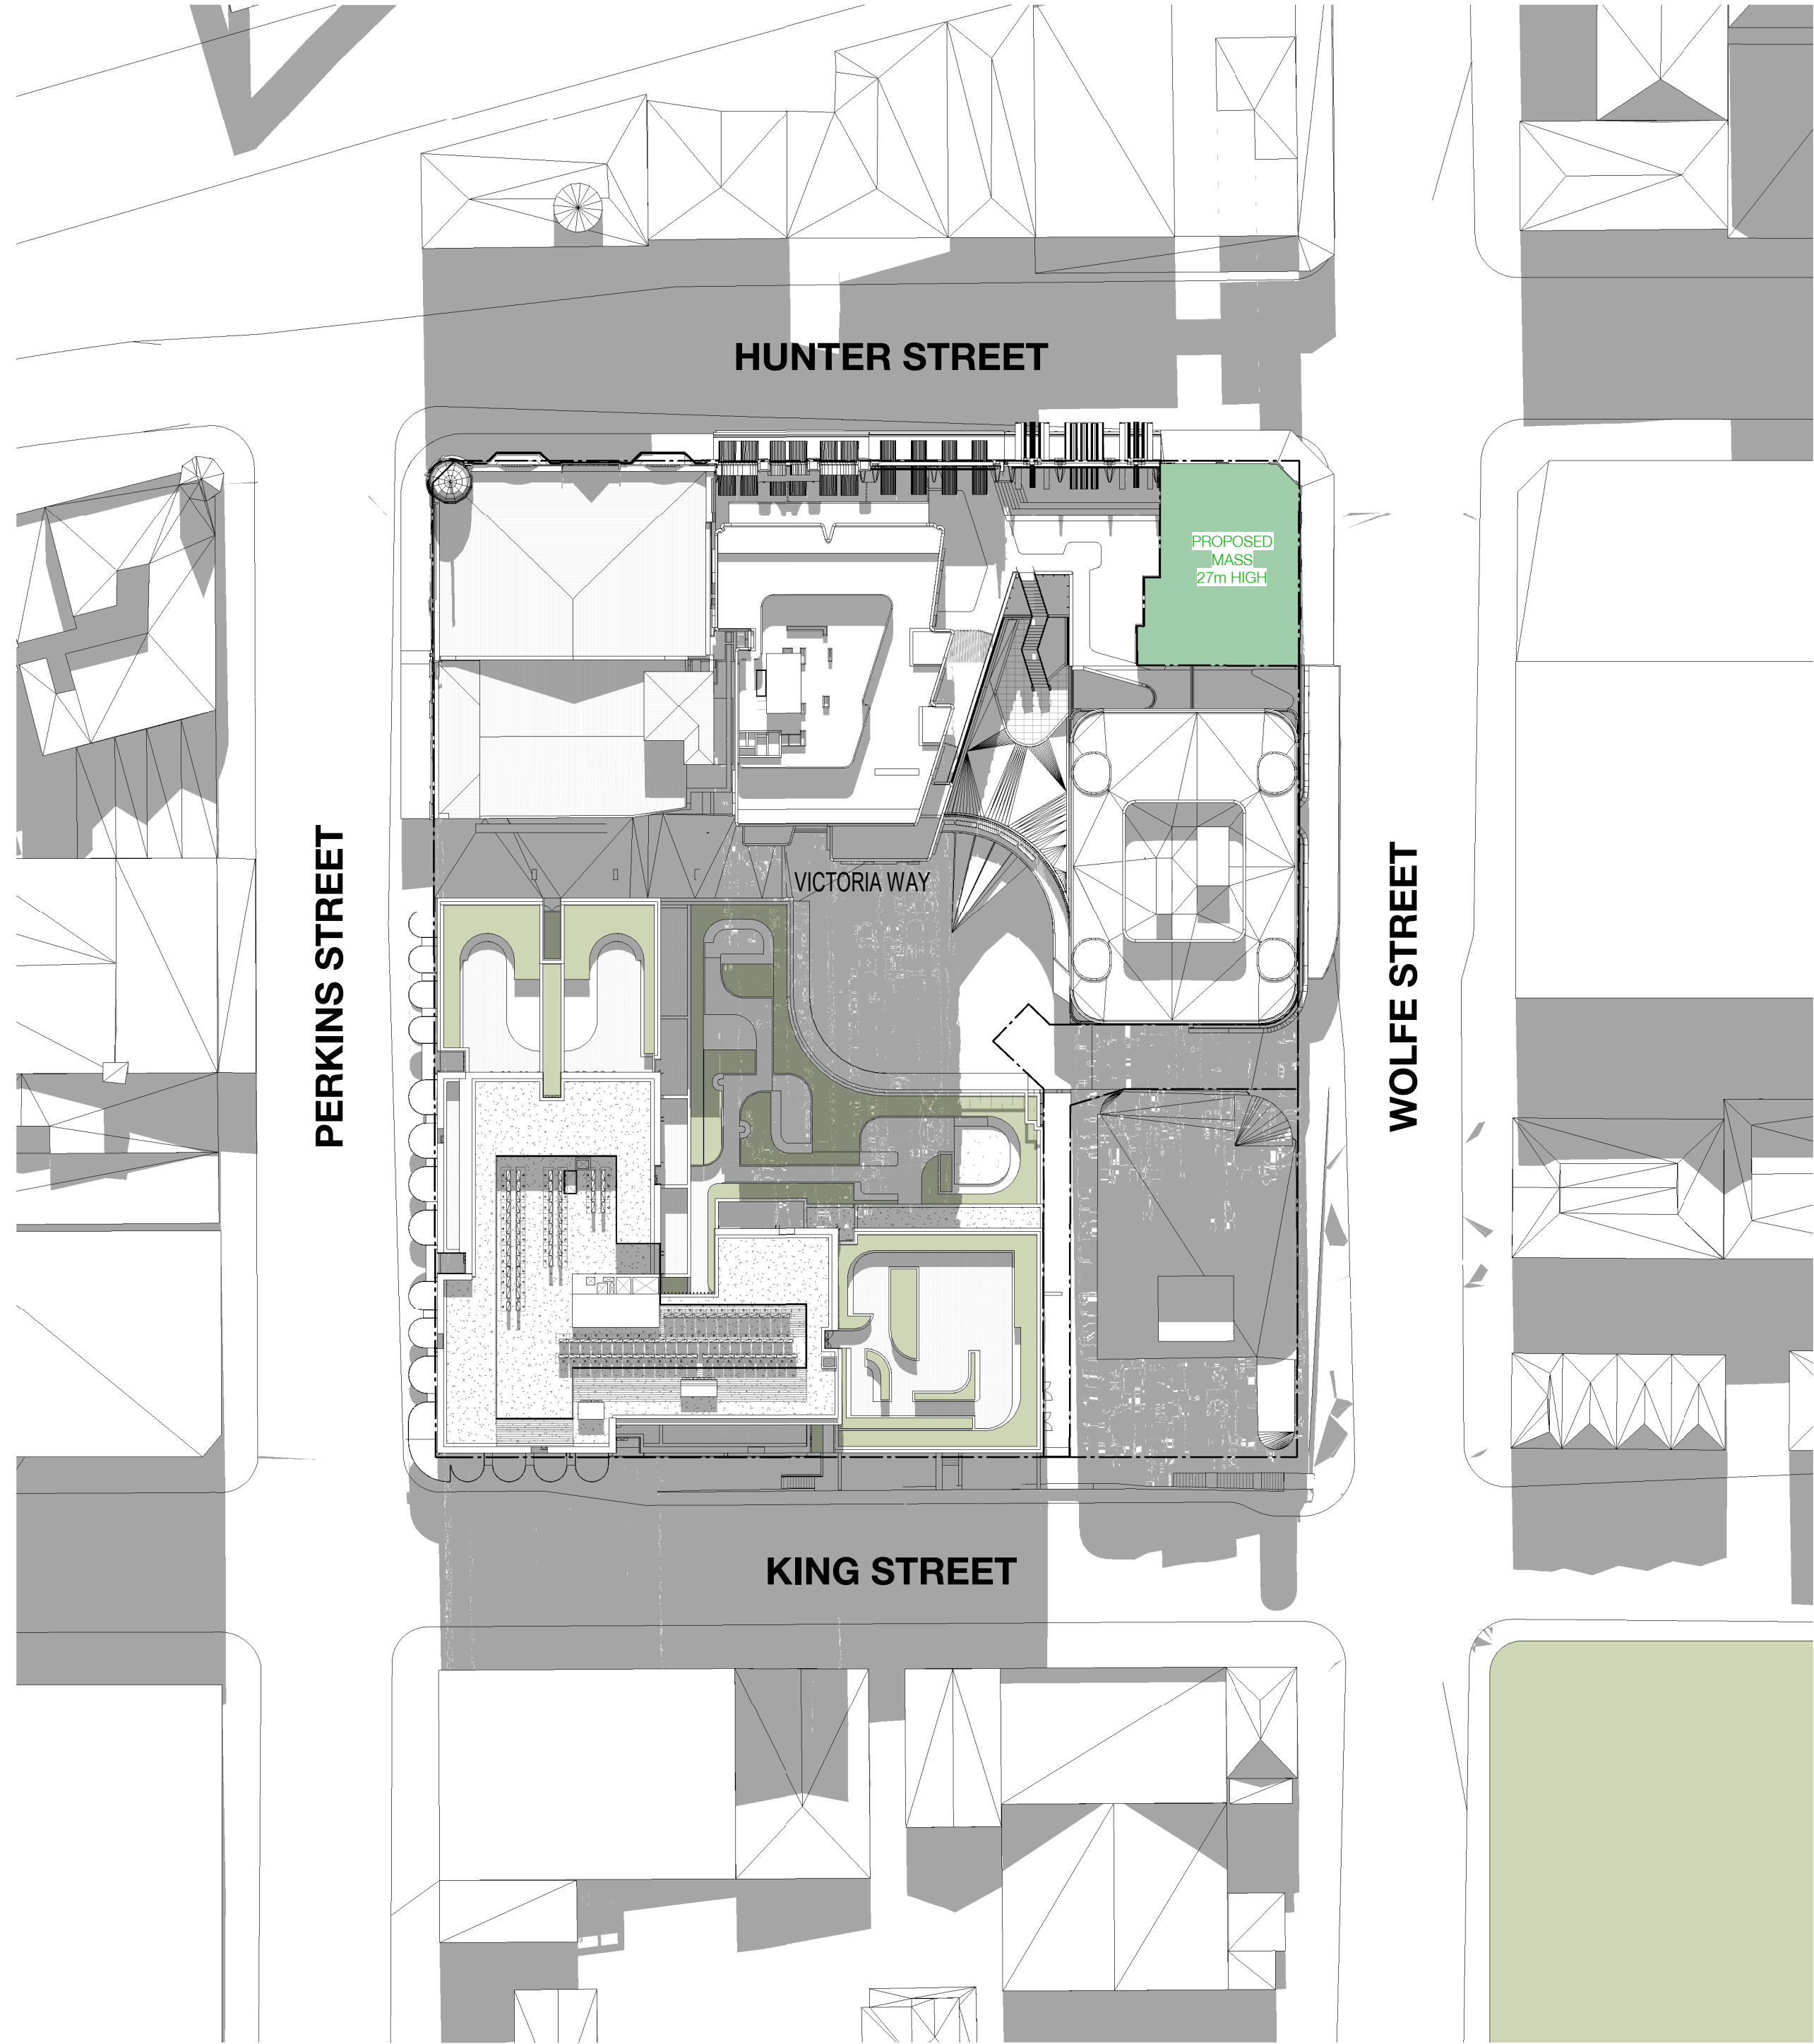 HUNTER STREET
PROPOSED
MASS
27m HIGH
PERKINS STREET
VICTORIA WAY
WOLFE STREET
KING STREET